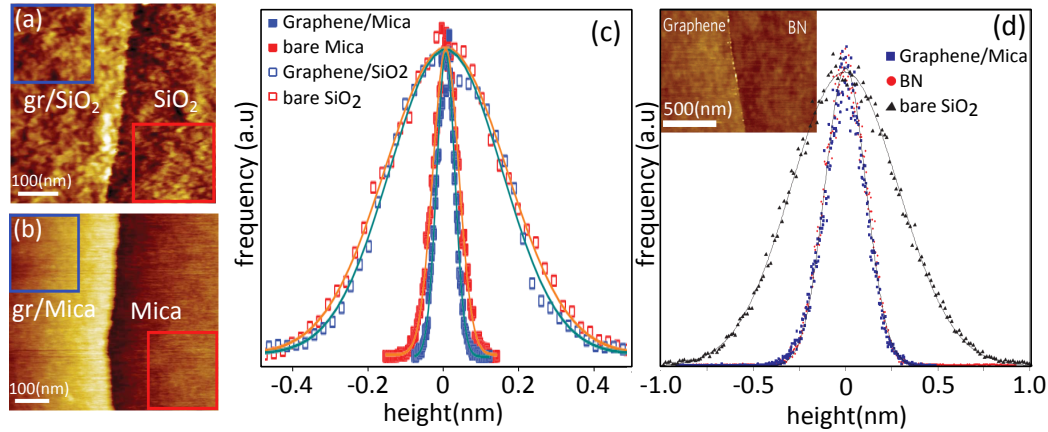 (a)
gr/SiO2
SiO2
100(nm)
(b)
gr/Mica
Mica
100(nm)
(c)
Graphene/Mica
bare Mica
Graphene/SiO2
bare SiO2
frequency (a.u)
-0.4
-0.2
0
0.2
0.4
height(nm)
(d)
Graphene
BN
500(nm)
Graphene/Mica
BN
bare SiO2
frequency (a.u)
-1.0
-0.5
0
0.5
1.0
height(nm)